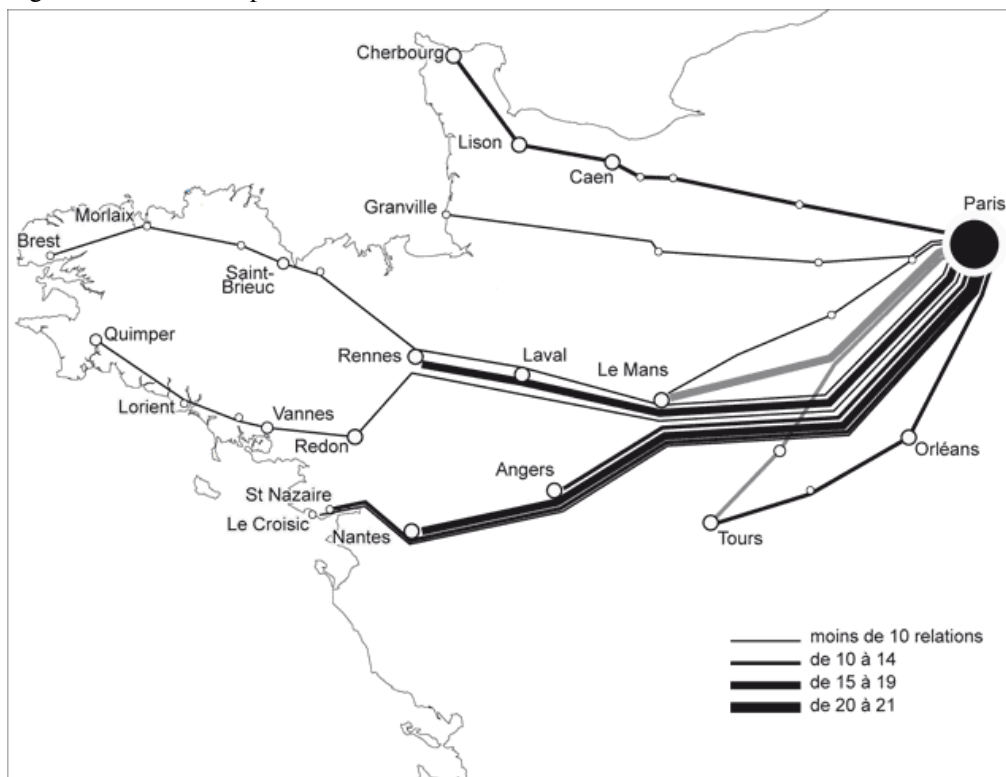 Cherbourg
Lison
Caen
Granville
Paris
Morlaix
Brest
Saint-
Brieuc
Quimper
Rennes
Laval
Le Mans
Lorient
Vannes
Redon
Orléans
Angers
St Nazaire
Le Croisic
Nantes
Tours
moins de 10 relations
de 10 à 14
de 15 à 19
de 20 à 21